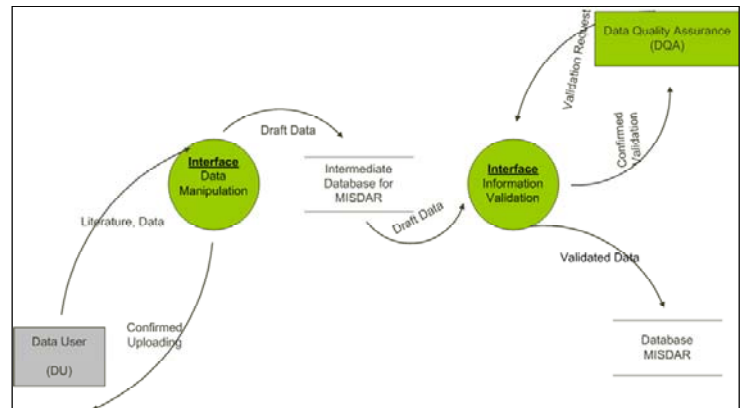 Data Quality Assurance
(DQA)
Validation Request
Draft Data
Interface
Data
Manipulation
Intermediate
Database for
MISDAR
Interface
Information
Validation
Confirmed
Validation
Literature, Data
Draft Data
Validated Data
Confirmed
Uploading
Data User
(DU)
Database
MISDAR